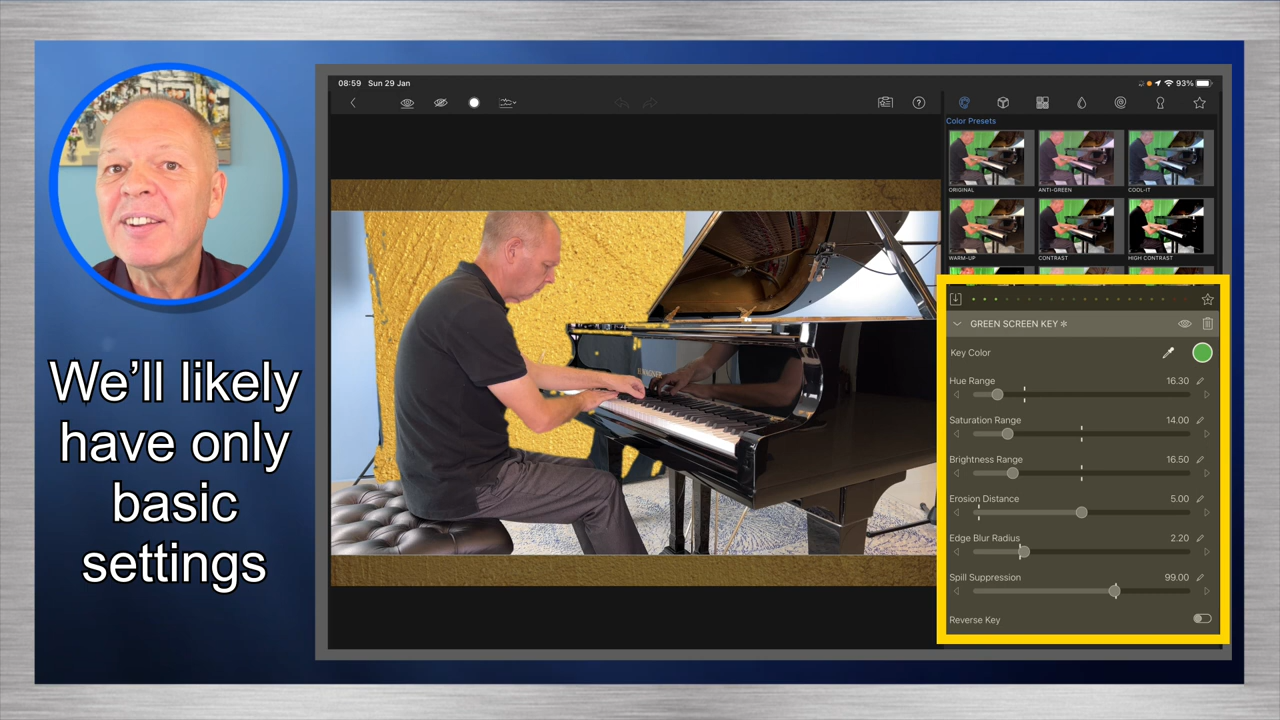 We’ll likely
have only
basic
settings
08:59 Sun 29 Jan
93%
Color Presets
ORIGINAL ANTI-GREEN COOL-IT
WARM-UP CONTRAST HIGH CONTRAST
GREEN SCREEN KEY
Key Color
Hue Range 16.30
Saturation Range 14.00
Brightness Range 16.50
Erosion Distance 5.00
Edge Blur Radius 2.20
Spill Suppression 99.00
Reverse Key